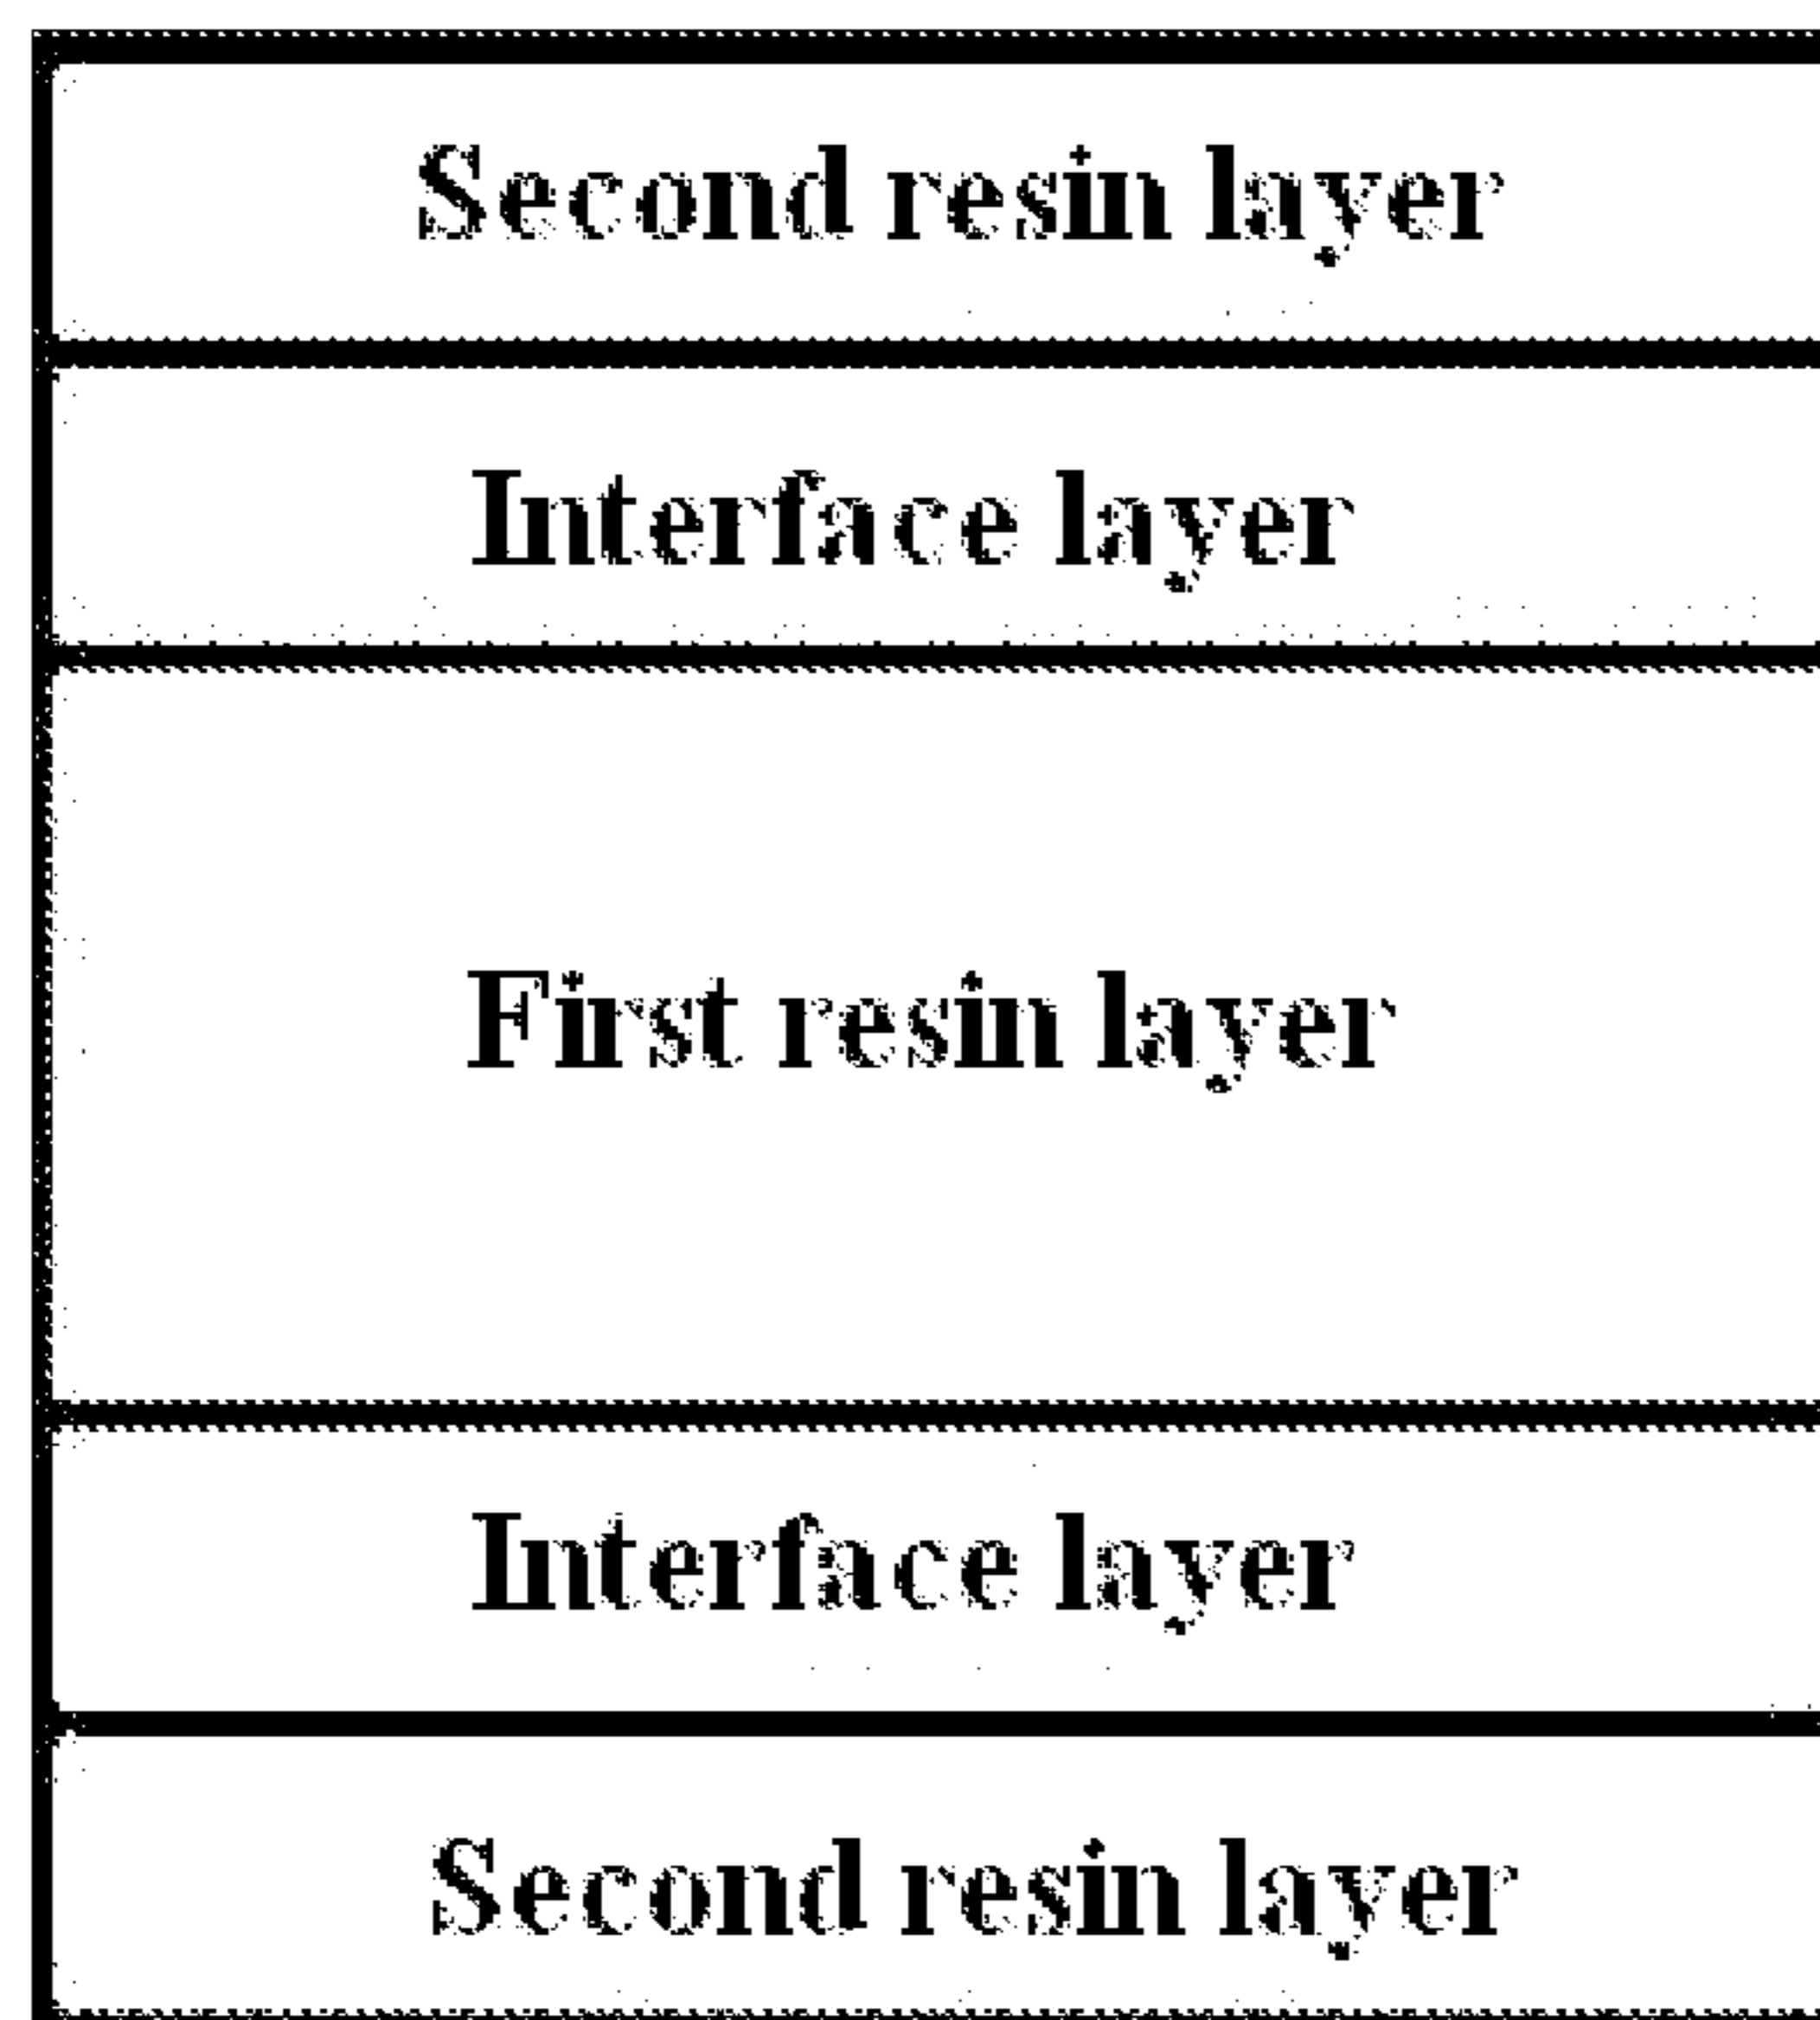 Second resin layer
Interface layer
First resin layer
Interface layer
Second resin layer